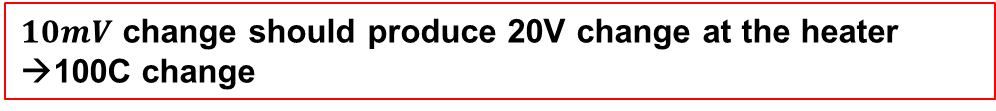 10mV change should produce 20V change at the heater
→100C change